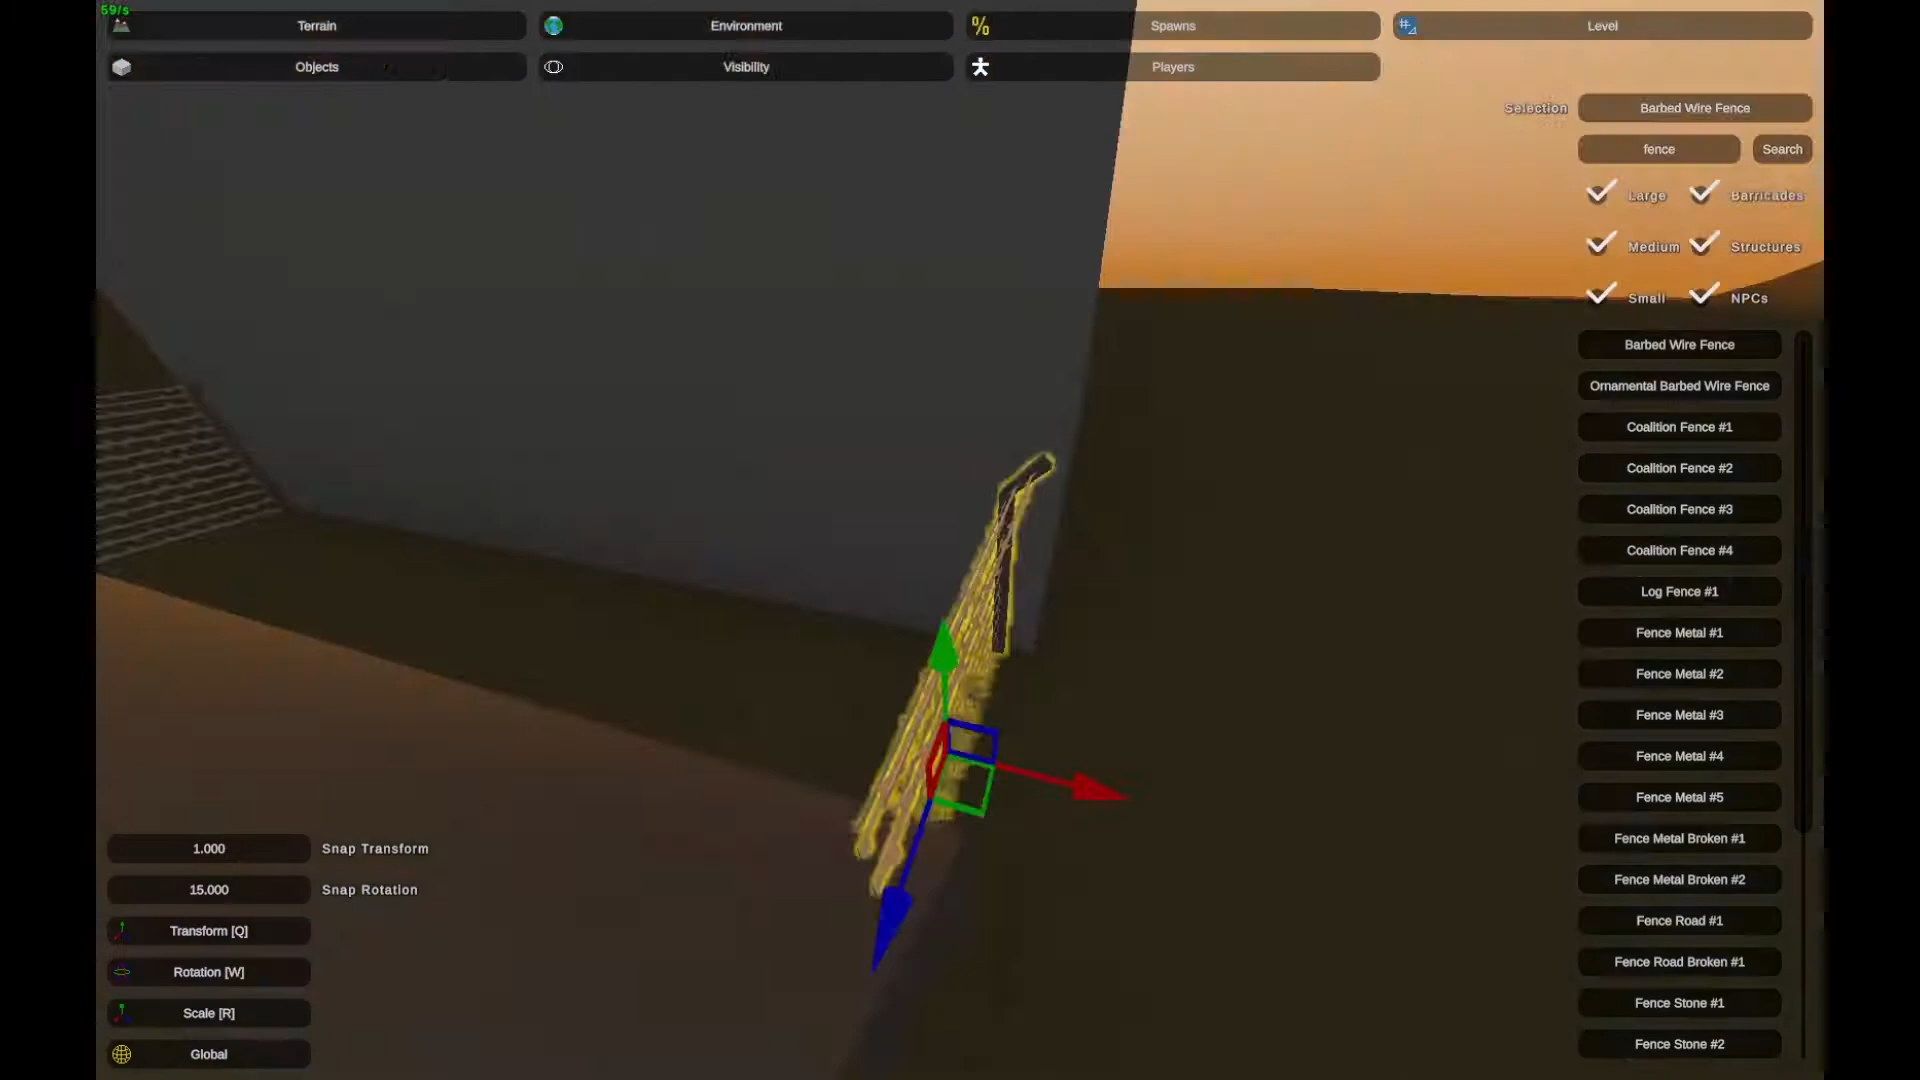 59/s
Terrain
Environment
% Spawns
Level
Objects
Visibility
Players
Selection
Barbed Wire Fence
fence
Search
Large
Barricades
Medium
Structures
Small
NPCs
Barbed Wire Fence
Ornamental Barbed Wire Fence
Coalition Fence #1
Coalition Fence #2
Coalition Fence #3
Coalition Fence #4
Log Fence #1
Fence Metal #1
Fence Metal #2
Fence Metal #3
Fence Metal #4
Fence Metal #5
Fence Metal Broken #1
Fence Metal Broken #2
Fence Road #1
Fence Road Broken #1
Fence Stone #1
Fence Stone #2
1.000 Snap Transform
15.000 Snap Rotation
Transform [Q]
Rotation [W]
Scale [R]
Global